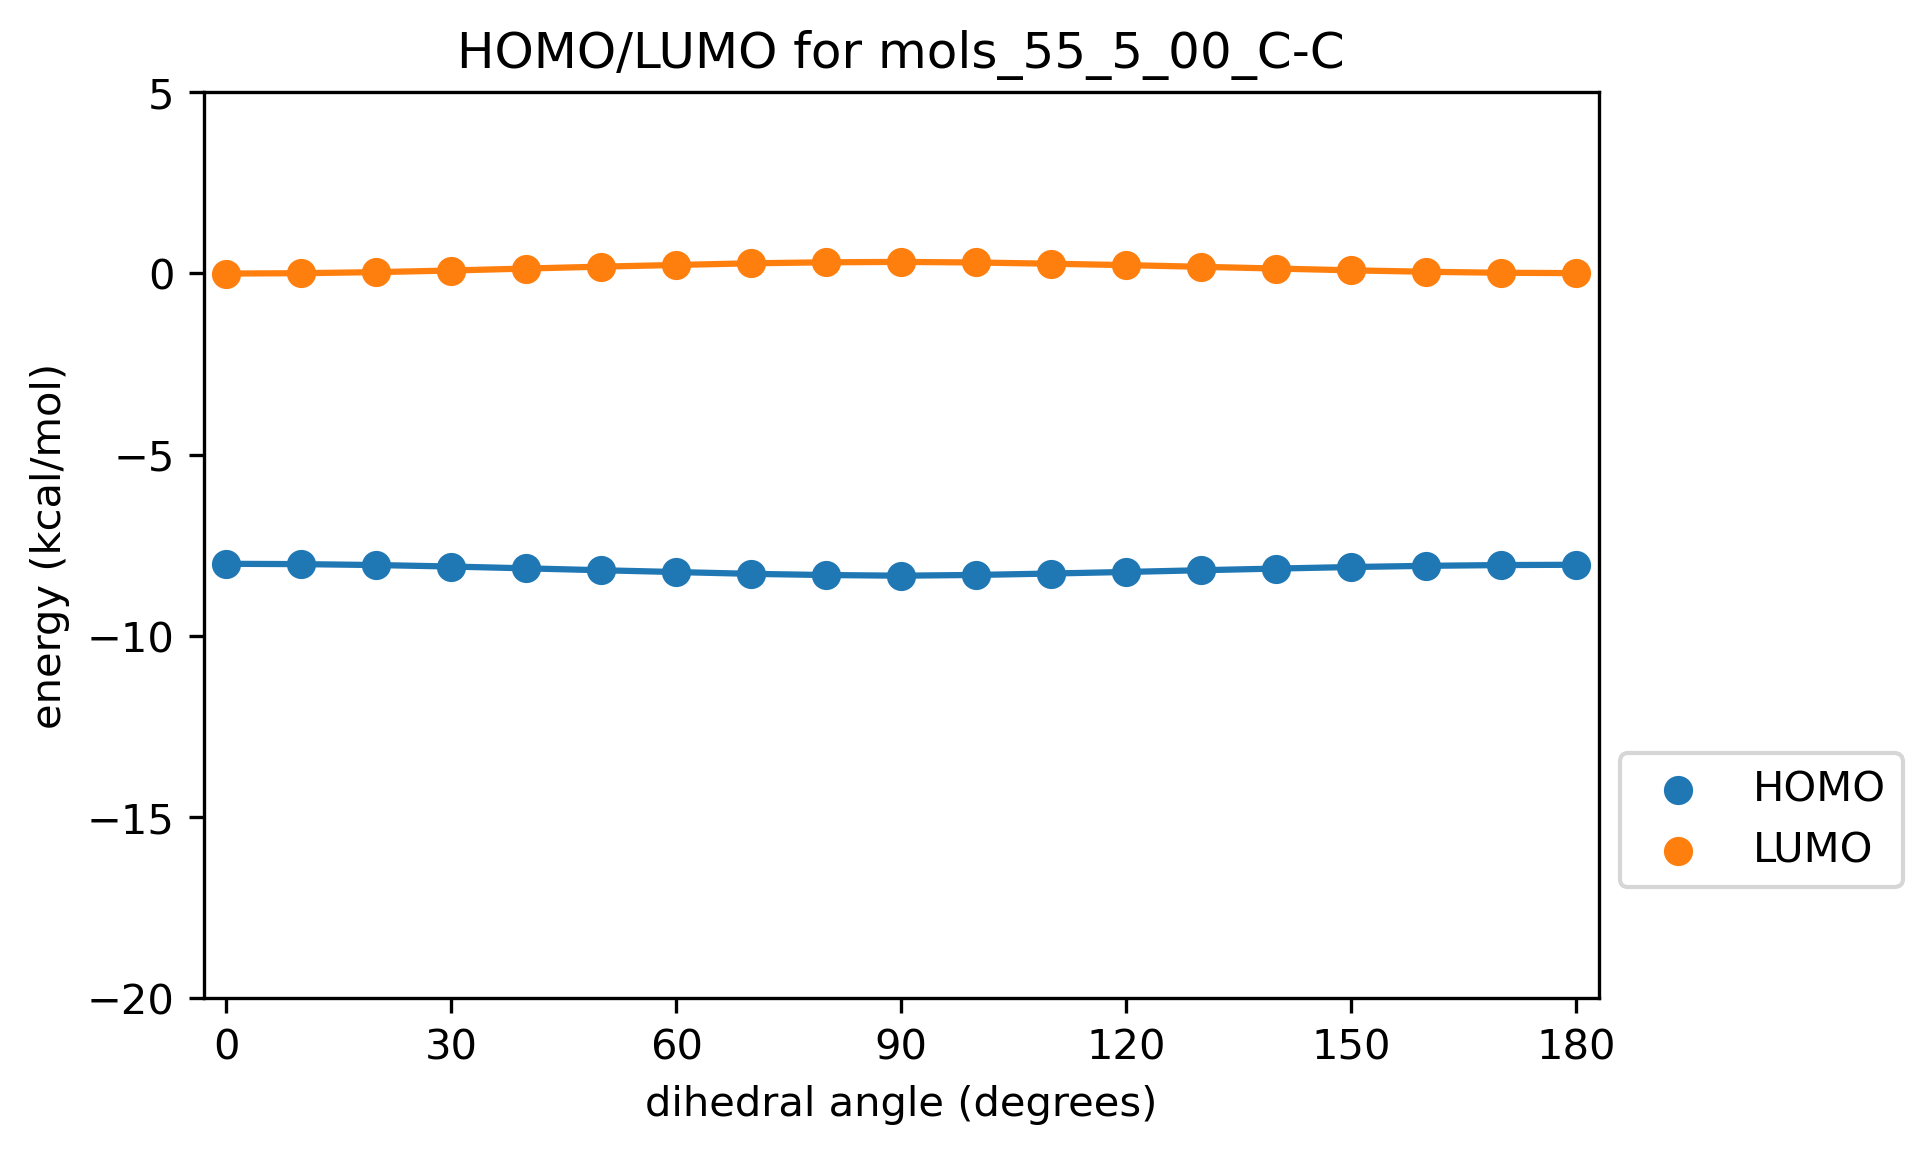 HOMO/LUMO for mols_55_5_00_C-C
5
0
−5
−10
−15
−20
energy (kcal/mol)
0 30 60 90 120 150 180
dihedral angle (degrees)
HOMO
LUMO